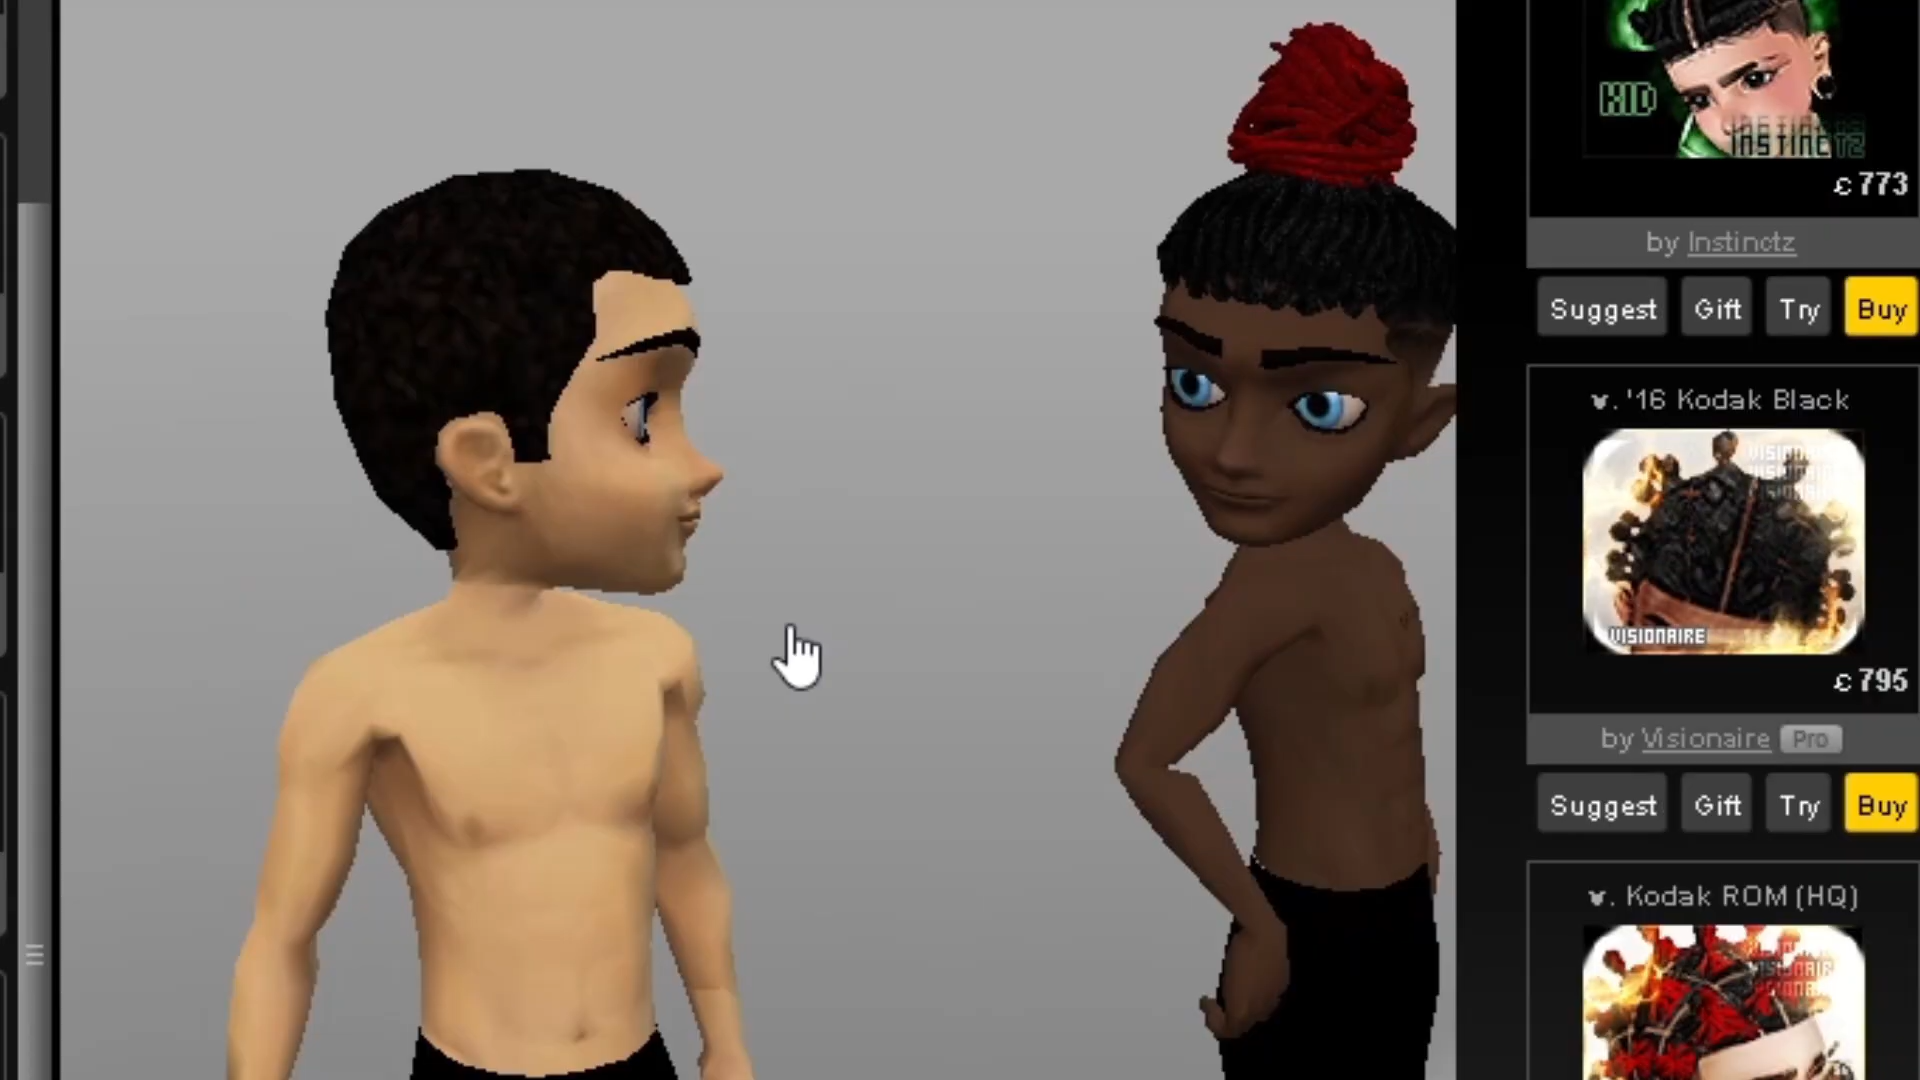 KID
INSTINCTZ
773
by Instinctz
Suggest Gift Try Buy
. '16 Kodak Black
VISIONAIRE
795
by Visionaire Pro
Suggest Gift Try Buy
. Kodak ROM (HQ)